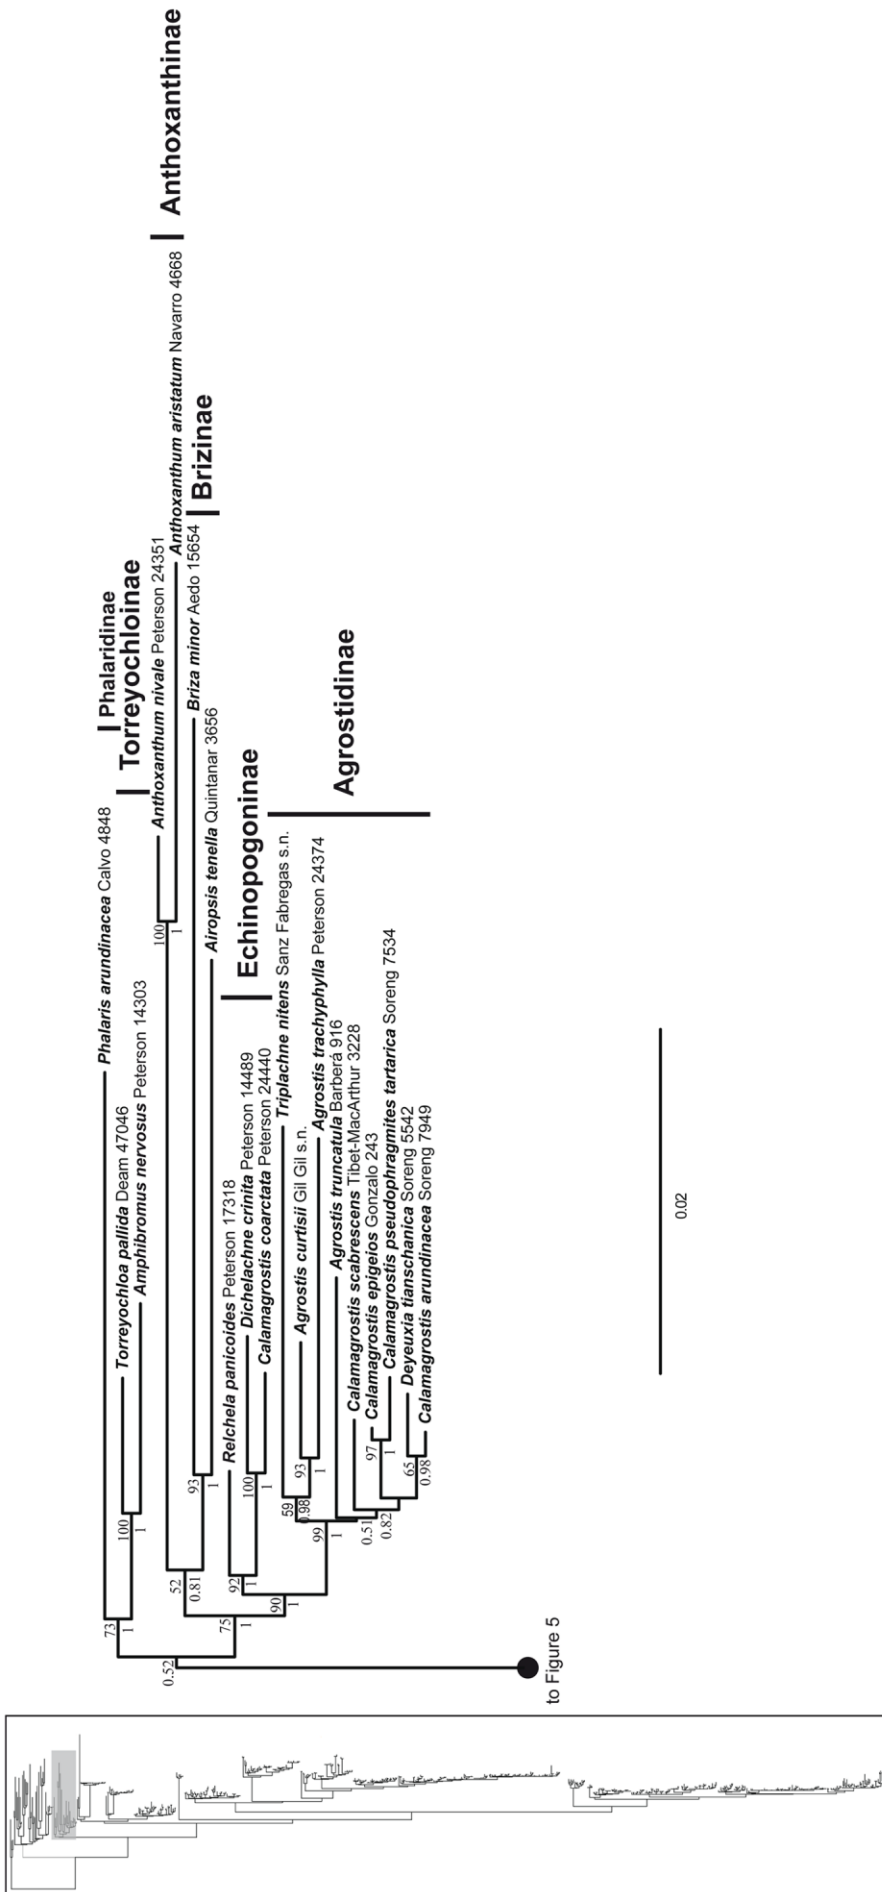 Phalaris arundinacea Calvo 4848
Phalaridinae
Torreyochloa pallida Deam 47046
Amphibromus nervosus Peterson 14303
Torreyochloinae
Anthoxanthum nivale Peterson 24351
Anthoxanthum aristatum Navarro 4668
Anthoxanthinae
Briza minor Aedo 15654
Airopsis tenella Quintanar 3656
Brizinae
Relchela panicoides Peterson 17318
Dichelachne crinita Peterson 14489
Calamagrostis coarctata Peterson 24440
Echinopogoninae
Triplachne nitens Sanz Fabregas s.n.
Agrostis curtisii Gil Gil s.n.
Agrostis trachyphylla Peterson 24374
Agrostis truncatula Barberá 916
Calamagrostis scabrescens Tibet-MacArthur 3228
Calamagrostis epigeios Gonzalo 243
Calamagrostis pseudophragmites tartarica Soreng 7534
Deyeuxia tianschanica Soreng 5542
Calamagrostis arundinacea Soreng 7949
Agrostidinae
73
1
100
1
0.52
100
1
52
0.81
93
1
75
1
92
1
100
1
90
1
59
0.98
93
1
99
1
0.51
0.82
97
1
65
0.98
to Figure 5
0.02